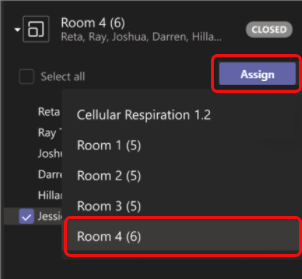 Room 4 (6)
Reta, Ray, Joshua, Darren, Hilla...
CLOSED
Select all
Assign
Reta
Cellular Respiration 1.2
Ray
Room 1 (5)
Joshu
Room 2 (5)
Darre
Room 3 (5)
Hillar
Room 4 (6)
Jessic